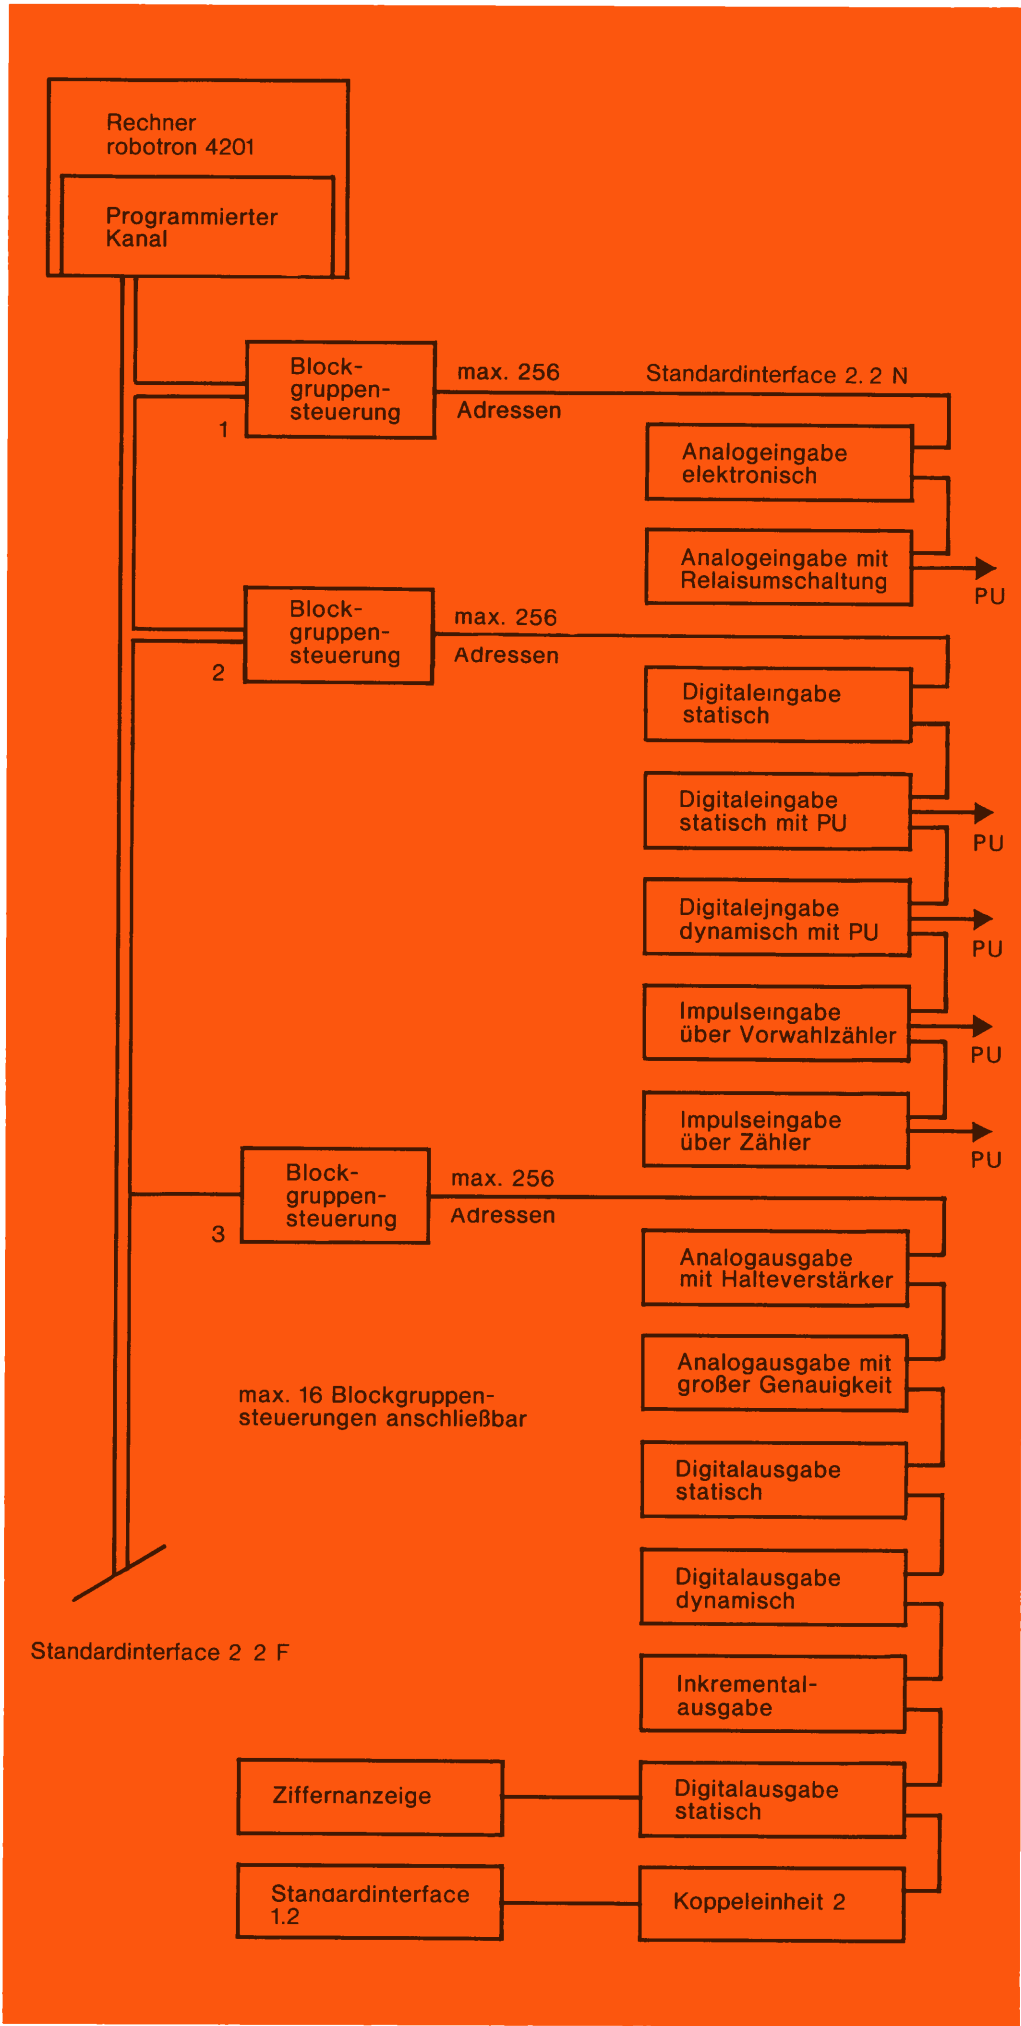 Rechner
robotron 4201
Programmierter
Kanal
Block-
gruppen-
steuerung
1
max. 256
Adressen
Standardinterface 2. 2 N
Analogeingabe
elektronisch
Analogeingabe mit
Relaisumschaltung
PU
Block-
gruppen-
steuerung
2
max. 256
Adressen
Digitaleingabe
statisch
Digitaleingabe
statisch mit PU
PU
Digitaleingabe
dynamisch mit PU
PU
Impulseingabe
über Vorwahlzähler
PU
Impulseingabe
über Zähler
PU
Block-
gruppen-
steuerung
3
max. 256
Adressen
Analogausgabe
mit Halteverstärker
Analogausgabe mit
großer Genauigkeit
max. 16 Blockgruppen-
steuerungen anschließbar
Digitalausgabe
statisch
Digitalausgabe
dynamisch
Standardinterface 2 2 F
Inkremental-
ausgabe
Ziffernanzeige
Digitalausgabe
statisch
Standardinterface
1.2
Koppeleinheit 2